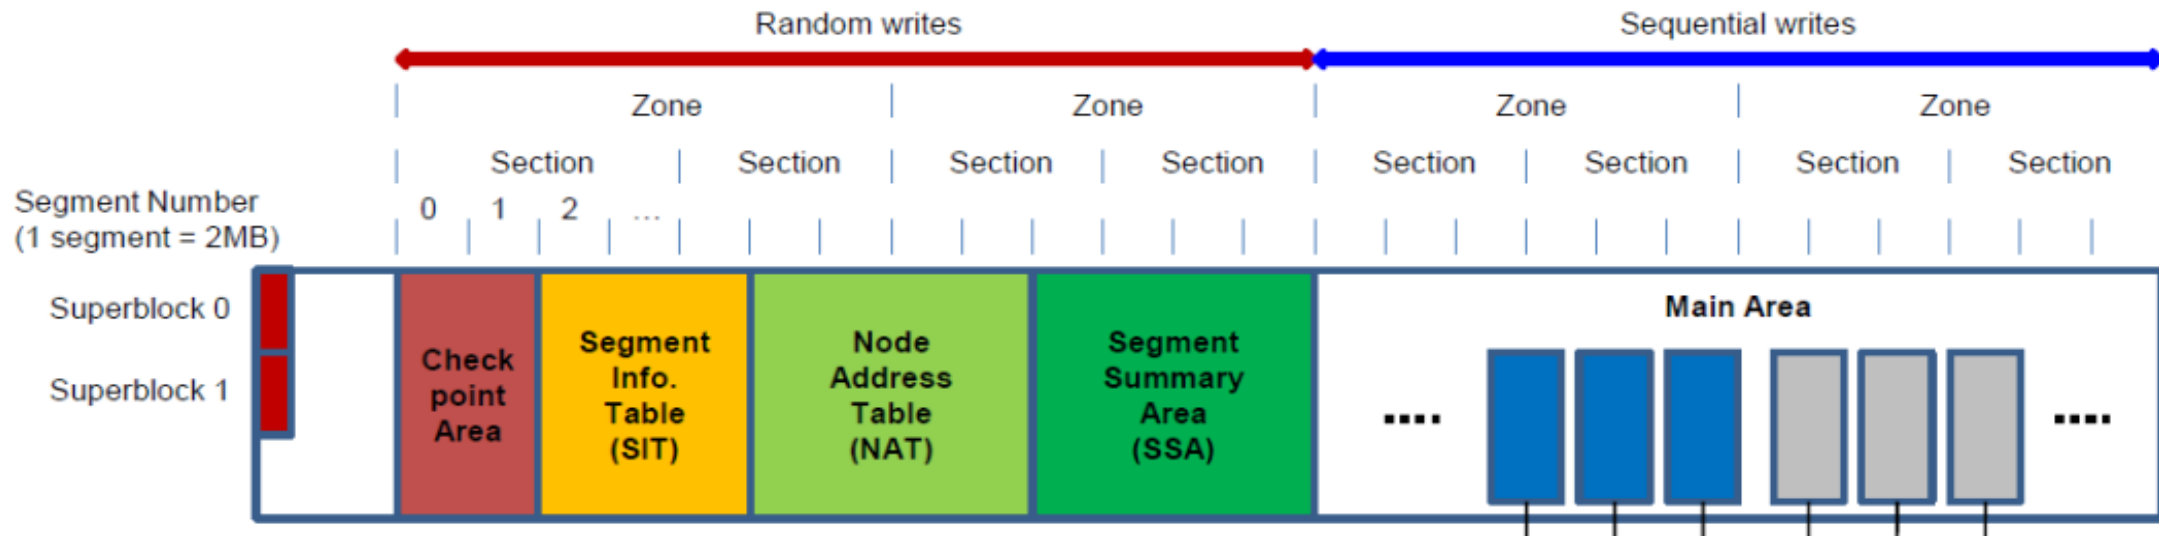 Random writes
Sequential writes
Zone
Zone
Zone
Zone
Section
Section
Section
Section
Section
Section
Section
Section
Segment Number
(1 segment = 2MB)
0
1
2
...
Superblock 0
Superblock 1
Check
point
Area
Segment
Info.
Table
(SIT)
Node
Address
Table
(NAT)
Segment
Summary
Area
(SSA)
Main Area
....
....